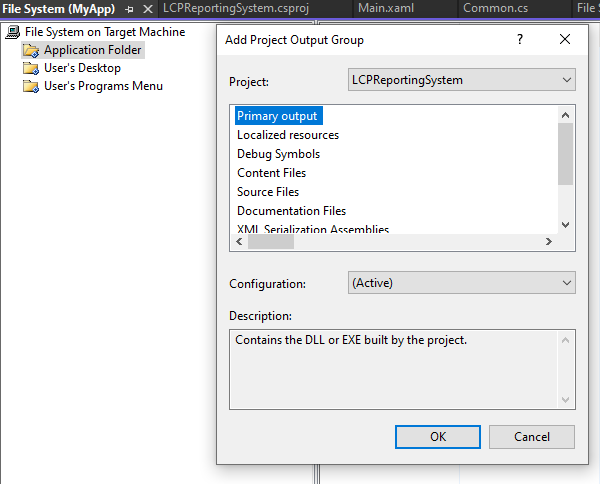 File System (MyApp)
LCPReportingSystem.csproj
Main.xaml
Common.cs
File S
File System on Target Machine
Application Folder
User's Desktop
User's Programs Menu
Add Project Output Group
Project:
LCPReportingSystem
Primary output
Localized resources
Debug Symbols
Content Files
Source Files
Documentation Files
XML Serialization Assemblies
Configuration:
(Active)
Description:
Contains the DLL or EXE built by the project.
OK
Cancel